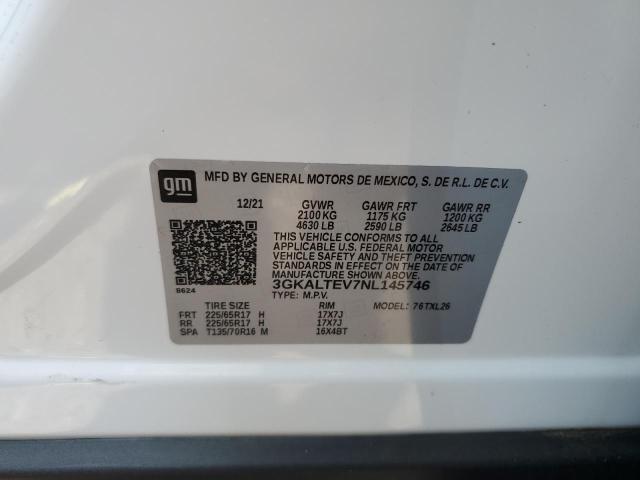 gm
MFD BY GENERAL MOTORS DE MEXICO, S. DE R.L. DE C.V.
12/21 GVWR GAWR FRT GAWR RR
2100 KG 1175 KG 1200 KG
4630 LB 2590 LB 2645 LB
THIS VEHICLE CONFORMS TO ALL
APPLICABLE U.S. FEDERAL MOTOR
VEHICLE SAFETY AND THEFT
PREVENTION STANDARDS IN
EFFECT ON THE DATE OF
MANUFACTURE SHOWN ABOVE.
8624
3GKALTEV7NL145746
TYPE: M.P.V. MODEL: 76TXL26
TIRE SIZE RIM
FRT 225/65R17 H 17X7J
RR 225/65R17 H 17X7J
SPA T135/70R16 M 16X4BT